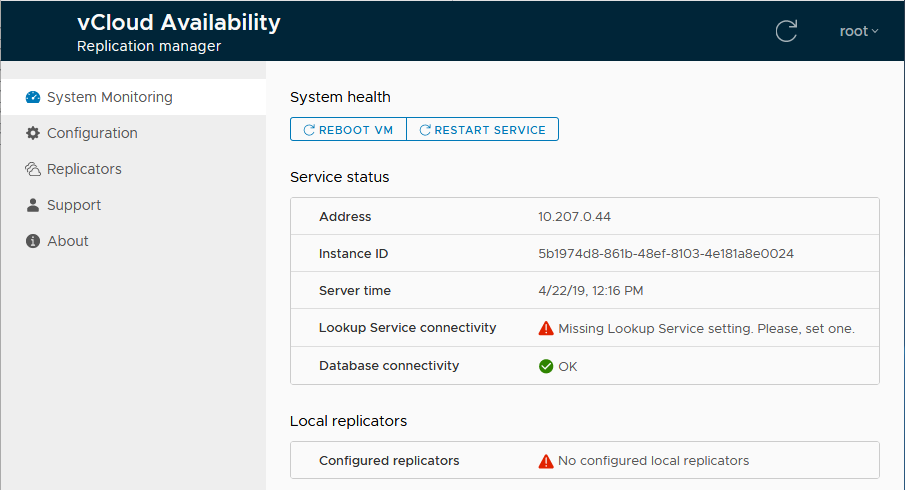 vCloud Availability
Replication manager
root
System Monitoring
Configuration
Replicators
Support
About
System health
REBOOT VM RESTART SERVICE
Service status
Address 10.207.0.44
Instance ID 5b1974d8-861b-48ef-8103-4e181a8e0024
Server time 4/22/19, 12:16 PM
Lookup Service connectivity Missing Lookup Service setting. Please, set one.
Database connectivity OK
Local replicators
Configured replicators No configured local replicators